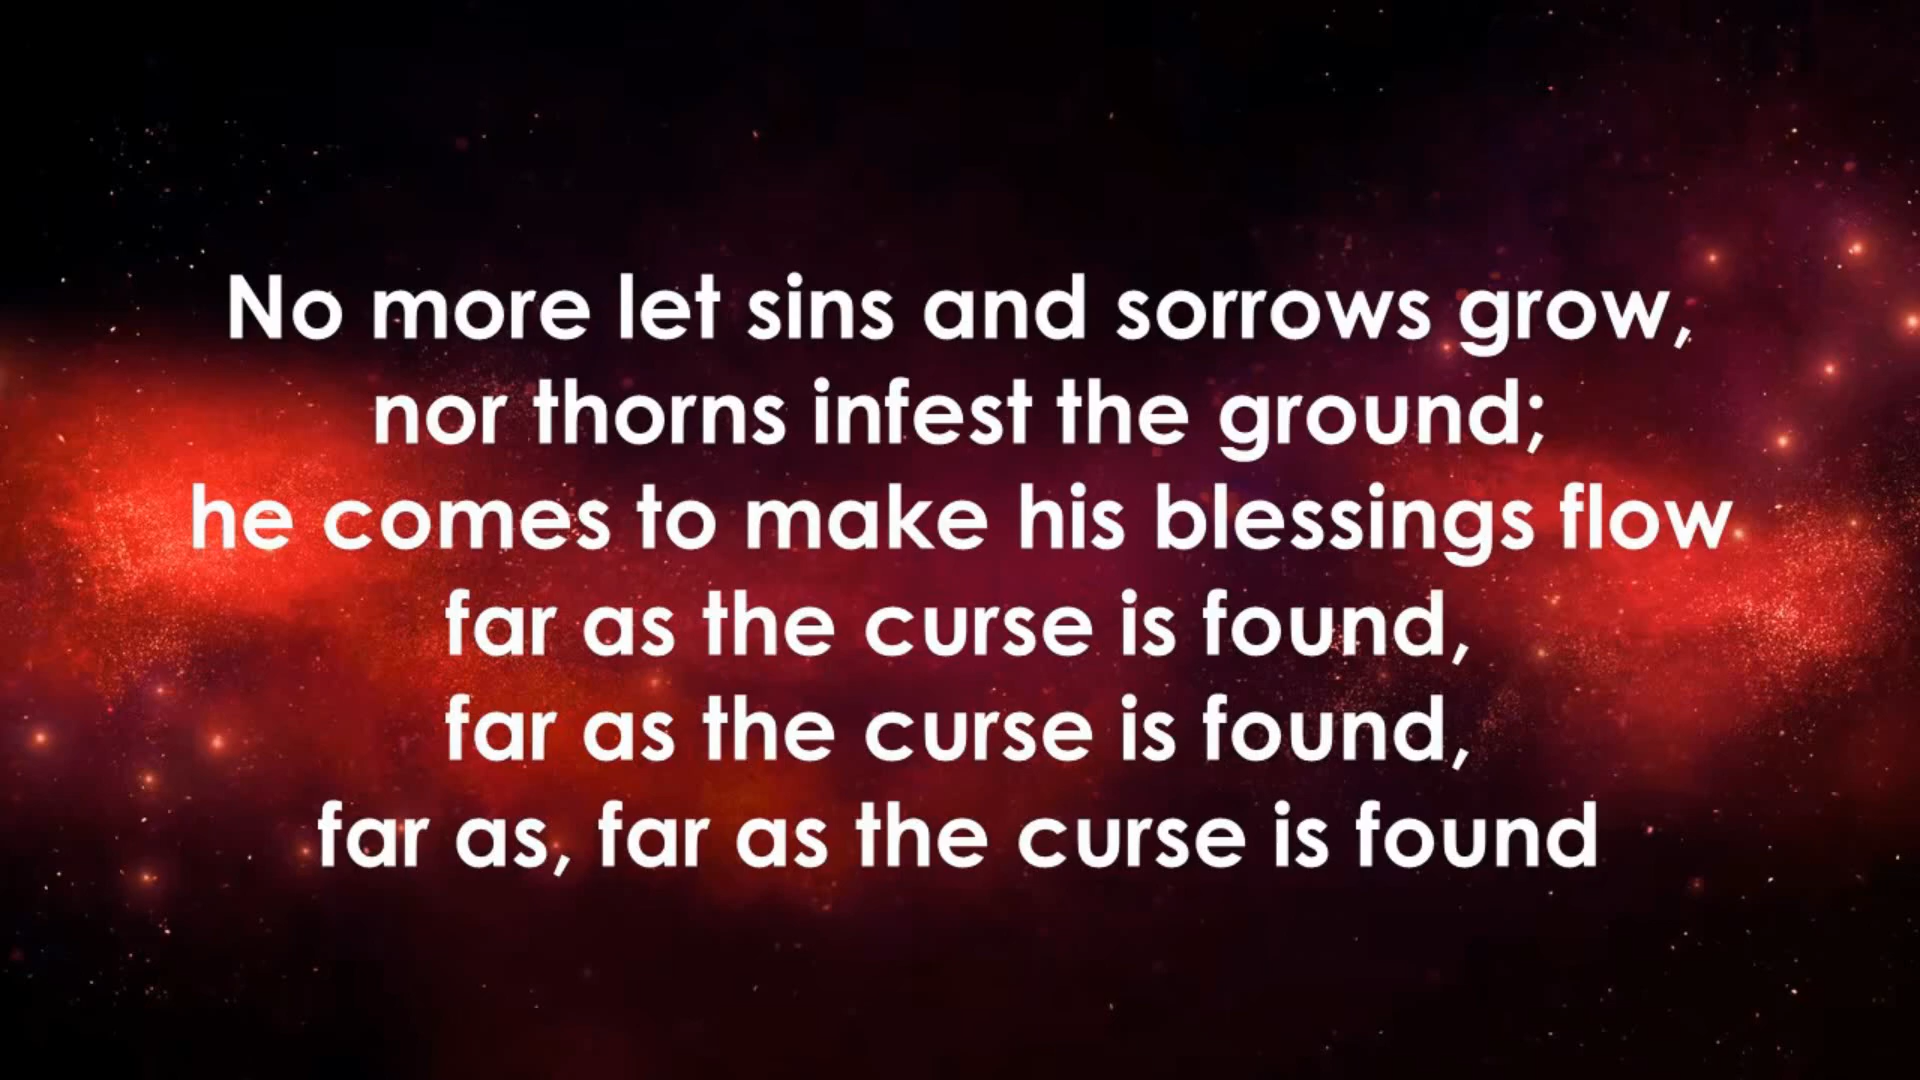 No more let sins and sorrows grow,
nor thorns infest the ground;
he comes to make his blessings flow
far as the curse is found,
far as the curse is found,
far as, far as the curse is found